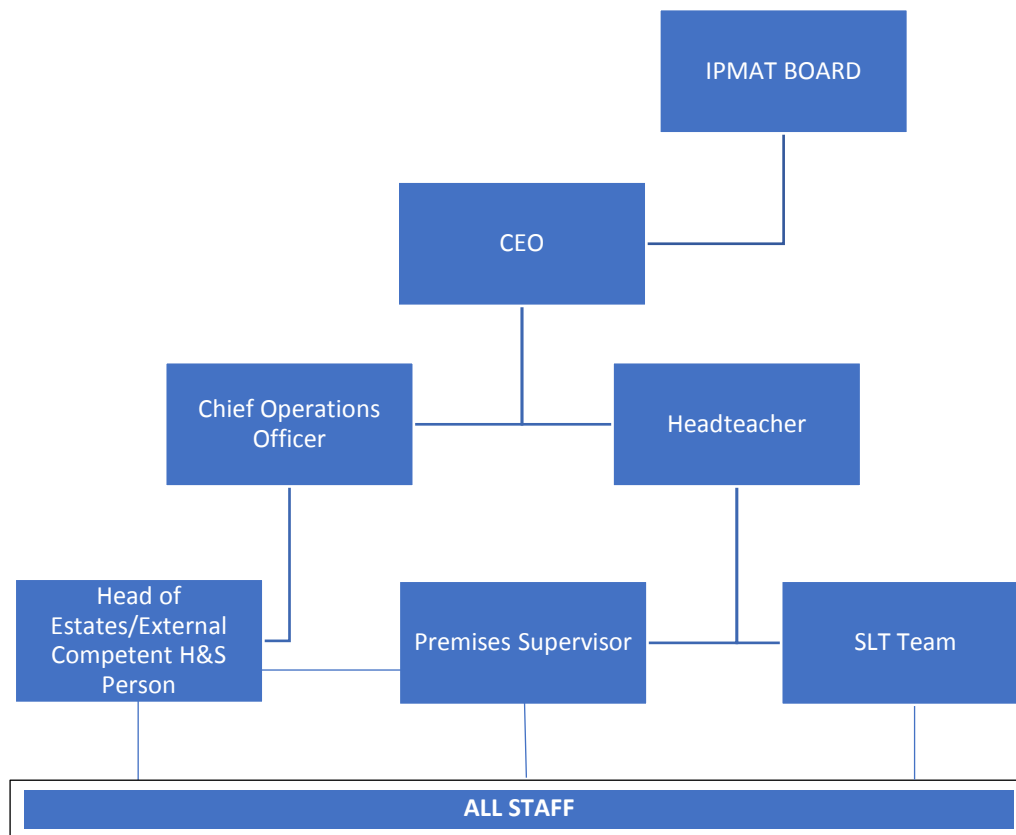 IPMAT BOARD
CEO
Chief Operations
Officer
Headteacher
Head of
Estates/External
Competent H&S
Person
Premises Supervisor
SLT Team
ALL STAFF